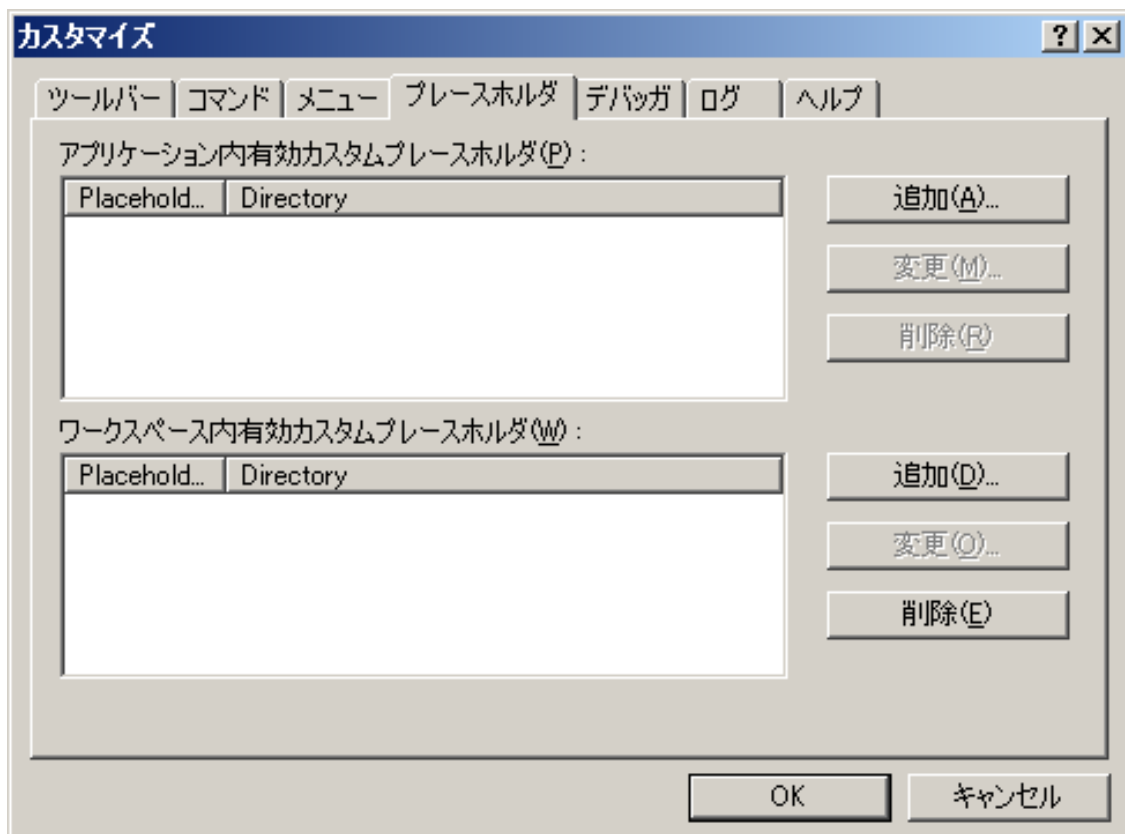 カスタマイズ
ツールバー コマンド メニュー プレースホルダ デバッガ ログ ヘルプ
アプリケーション内有効カスタムプレースホルダ(P) :
Placehold... Directory
追加(A)...
変更(M)...
削除(R)
ワークスペース内有効カスタムプレースホルダ(W) :
Placehold... Directory
追加(D)...
変更(O)...
削除(E)
OK キャンセル